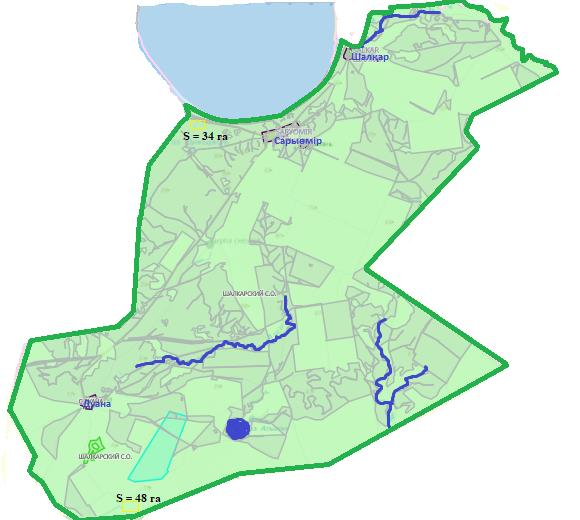 Шалқар
S = 34 га
Сарыөмір
ШАЛКАРСКИЙ С.О.
Дуана
ШАЛКАРСКИЙ С.О.
S = 48 га